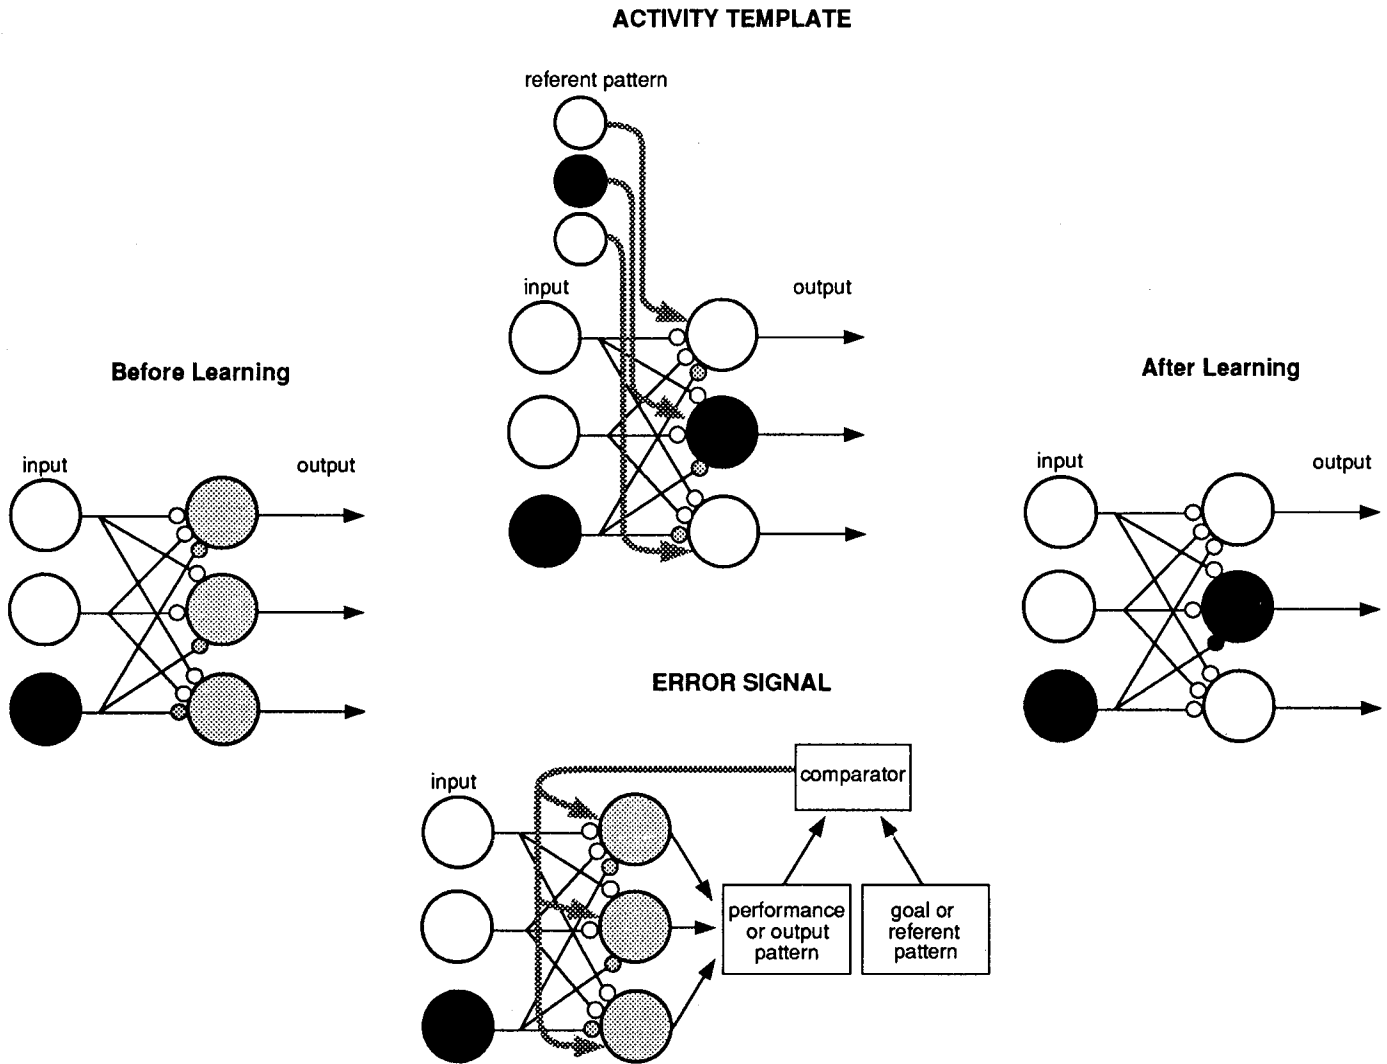 ACTIVITY TEMPLATE
referent pattern
input
output
Before Learning
input
output
After Learning
input
output
ERROR SIGNAL
input
comparator
performance
or output
pattern
goal or
referent
pattern